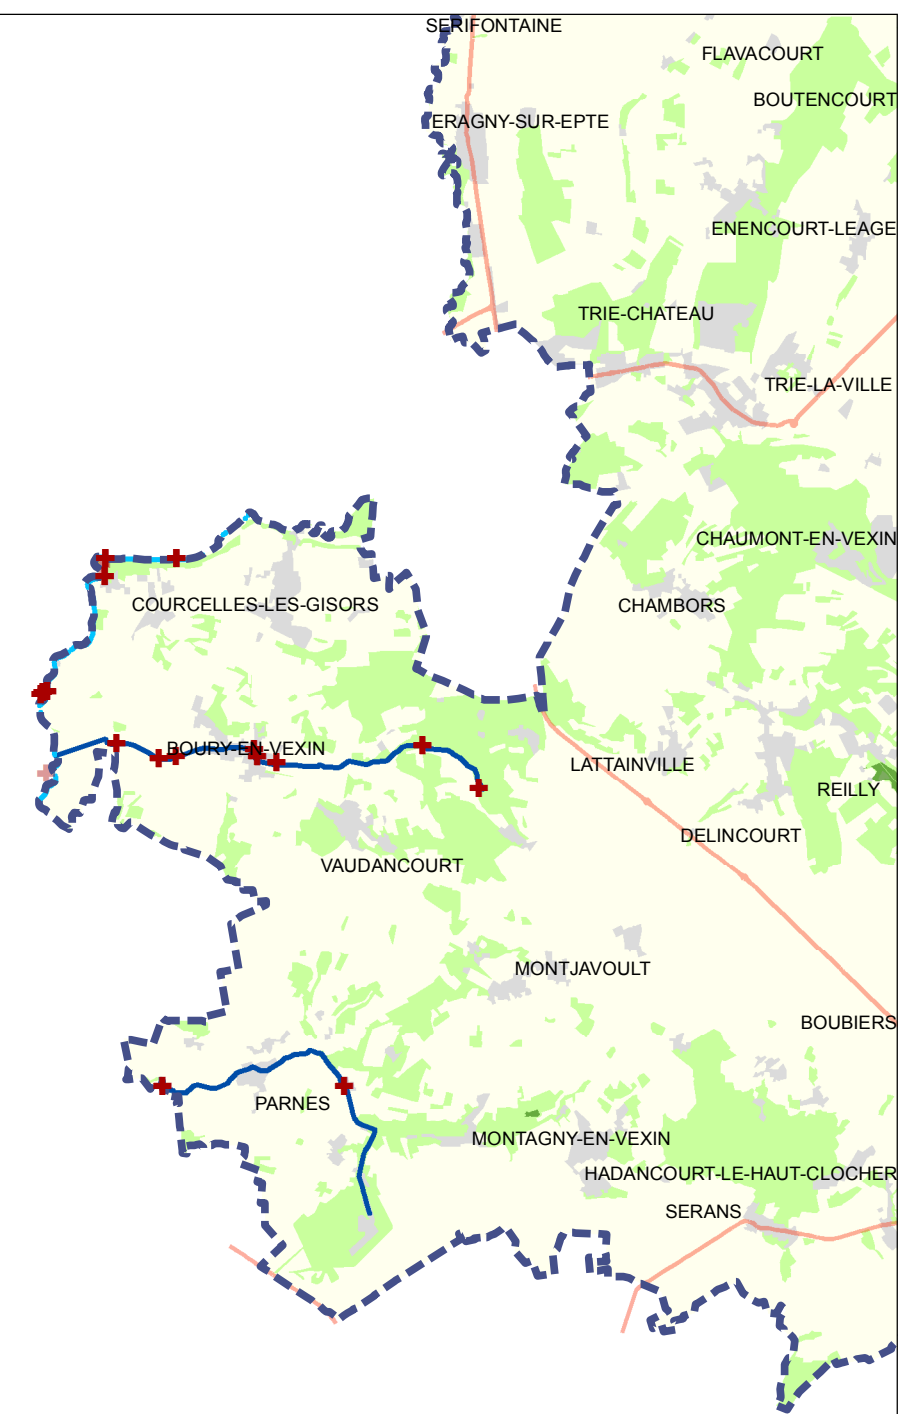 SERIFONTAINE
FLAVACOURT
BOUTENCOURT
ERAGNY-SUR-EPTE
ENENCOURT-LEAGE
TRIE-CHATEAU
TRIE-LA-VILLE
CHAUMONT-EN-VEXIN
COURCELLES-LES-GISORS
CHAMBORS
BOURY-EN-VEXIN
LATTAINVILLE
REILLY
DELINCOURT
VAUDANCOURT
MONTJAVOULT
BOUBIERS
PARNES
MONTAGNY-EN-VEXIN
HADANCOURT-LE-HAUT-CLOCHER
SERANS